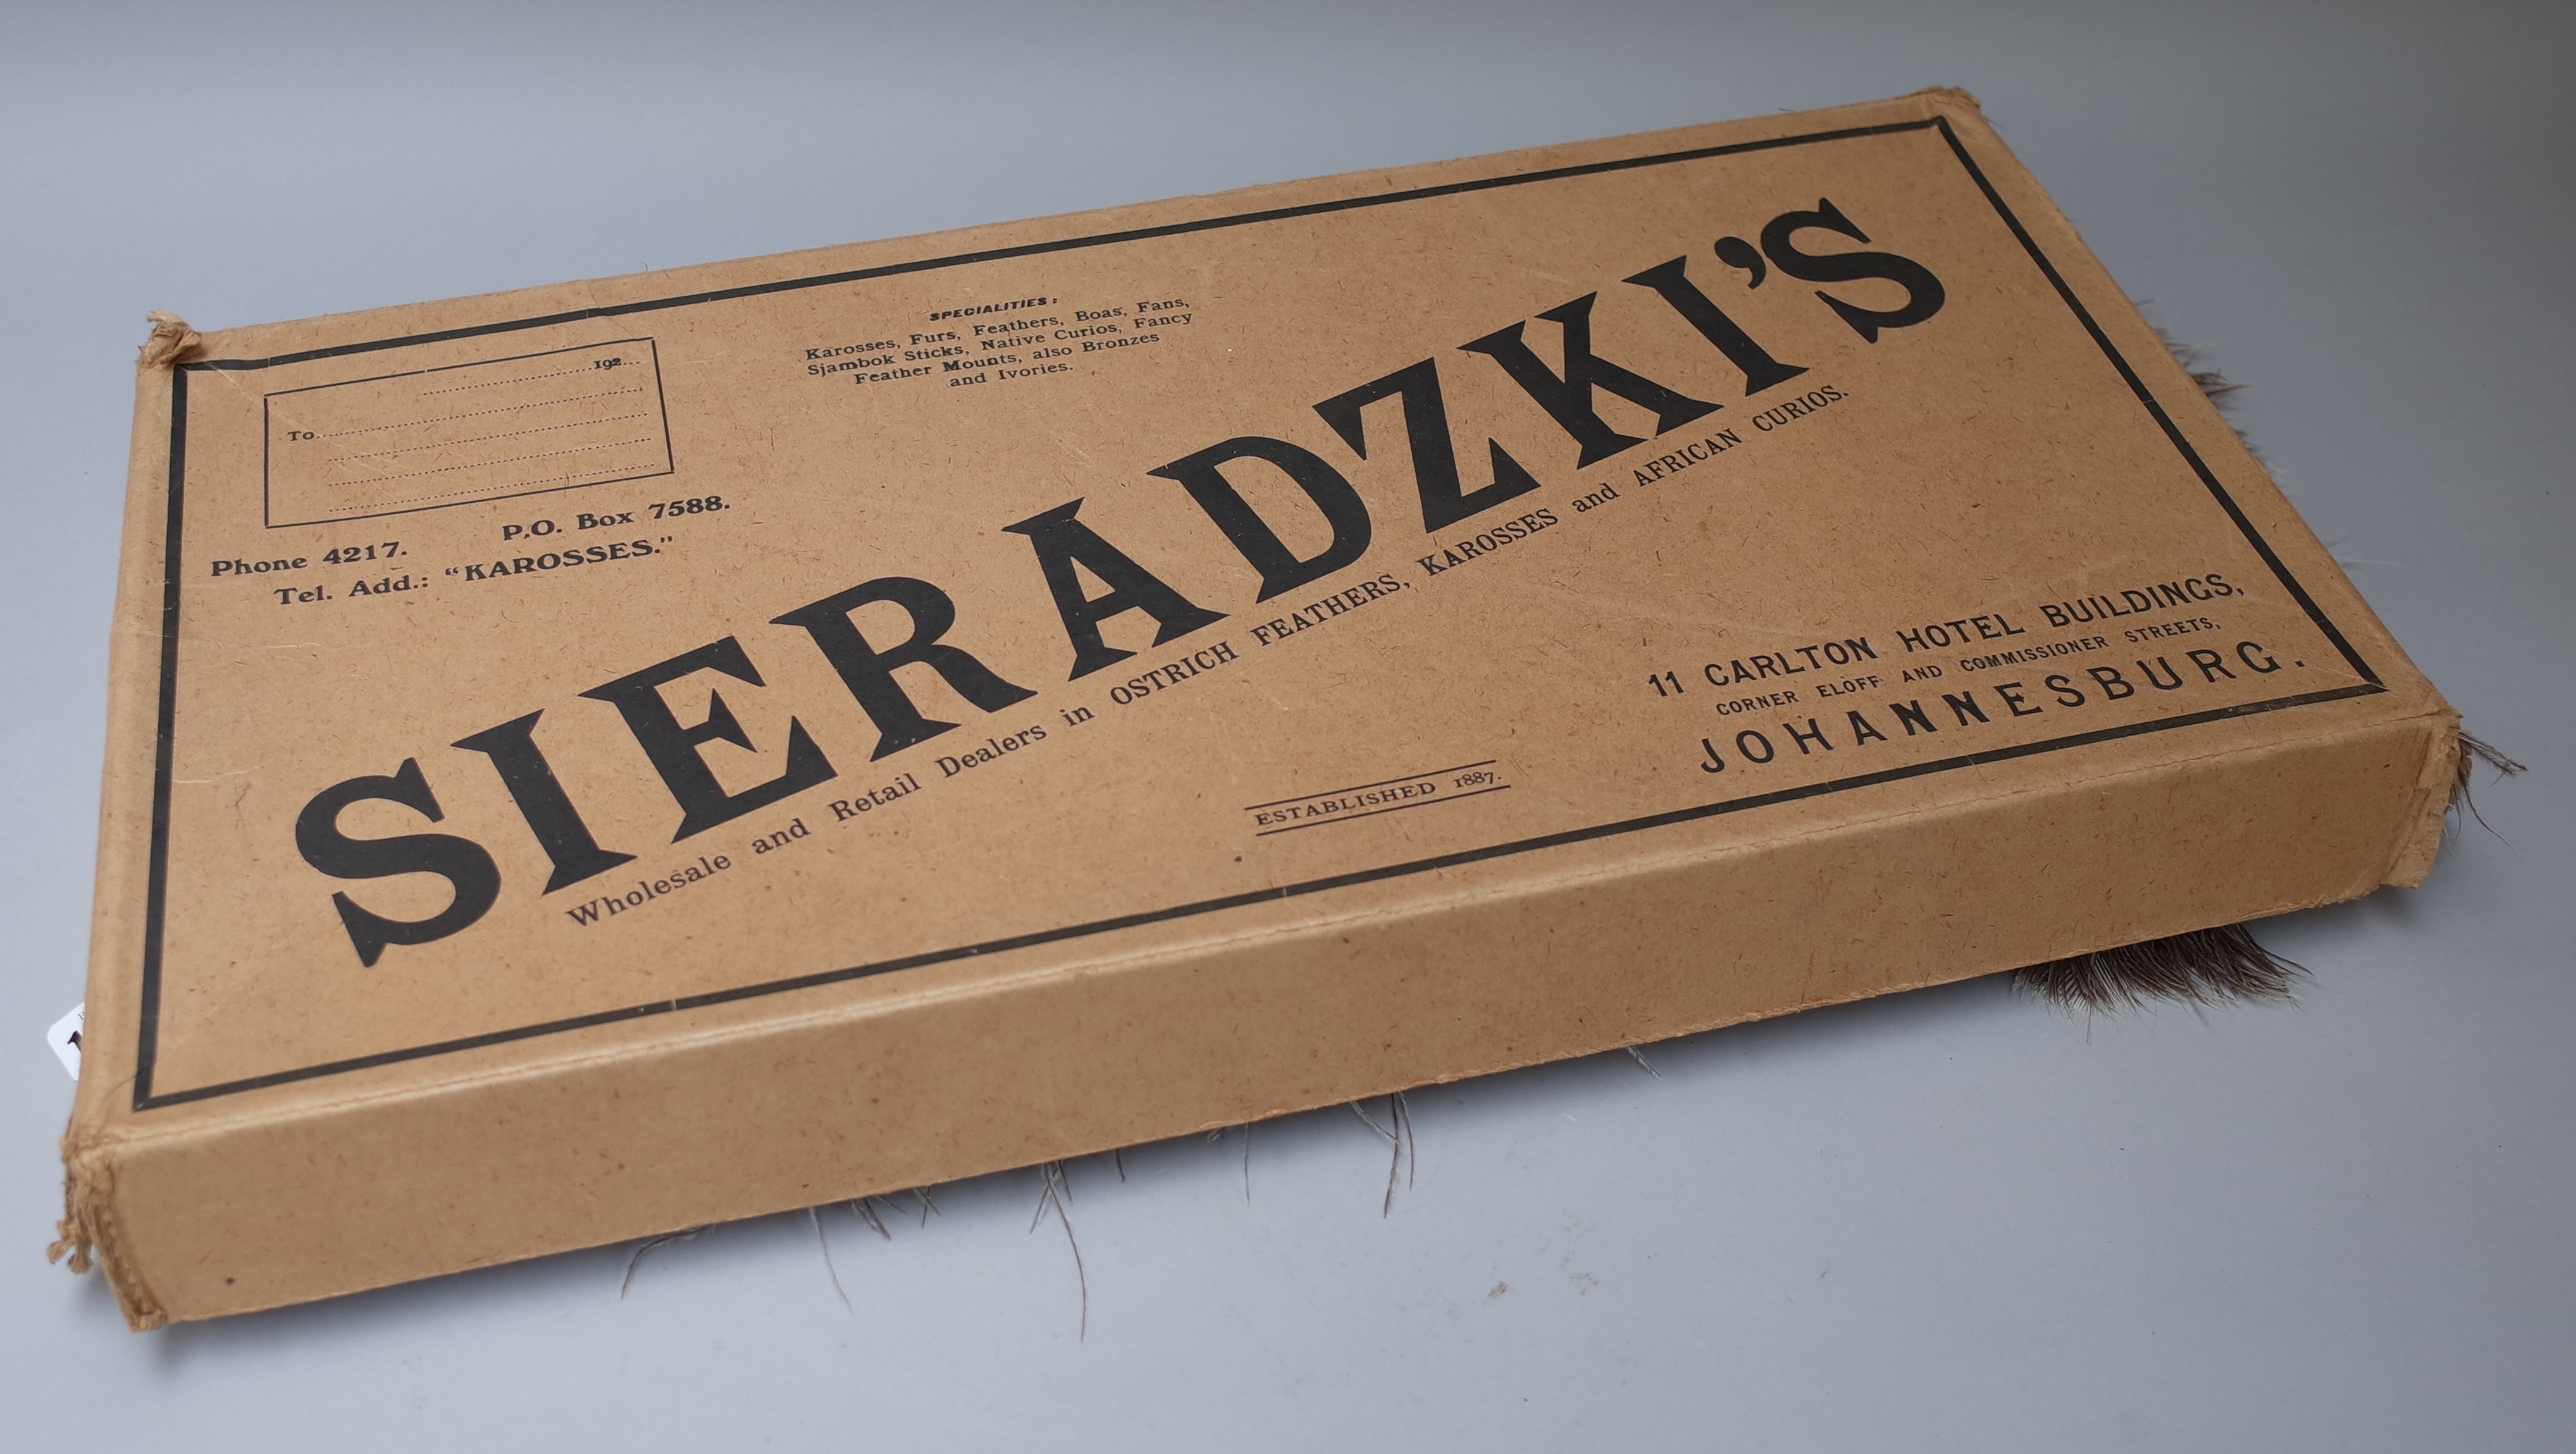 192...
To
P.O. Box 7588.
Phone 4217.
Tel. Add.: "KAROSSES."
SPECIALITIES:
Karosses, Furs, Feathers, Boas, Fans,
Sjambok Sticks, Native Curios, Fancy
Feather Mounts, also Bronzes
and Ivories.
SIERADZKI'S
Wholesale and Retail Dealers in OSTRICH FEATHERS, KAROSSES and AFRICAN CURIOS.
ESTABLISHED 1887.
11 CARLTON HOTEL BUILDINGS,
CORNER ELOFF AND COMMISSIONER STREETS,
JOHANNESBURG.